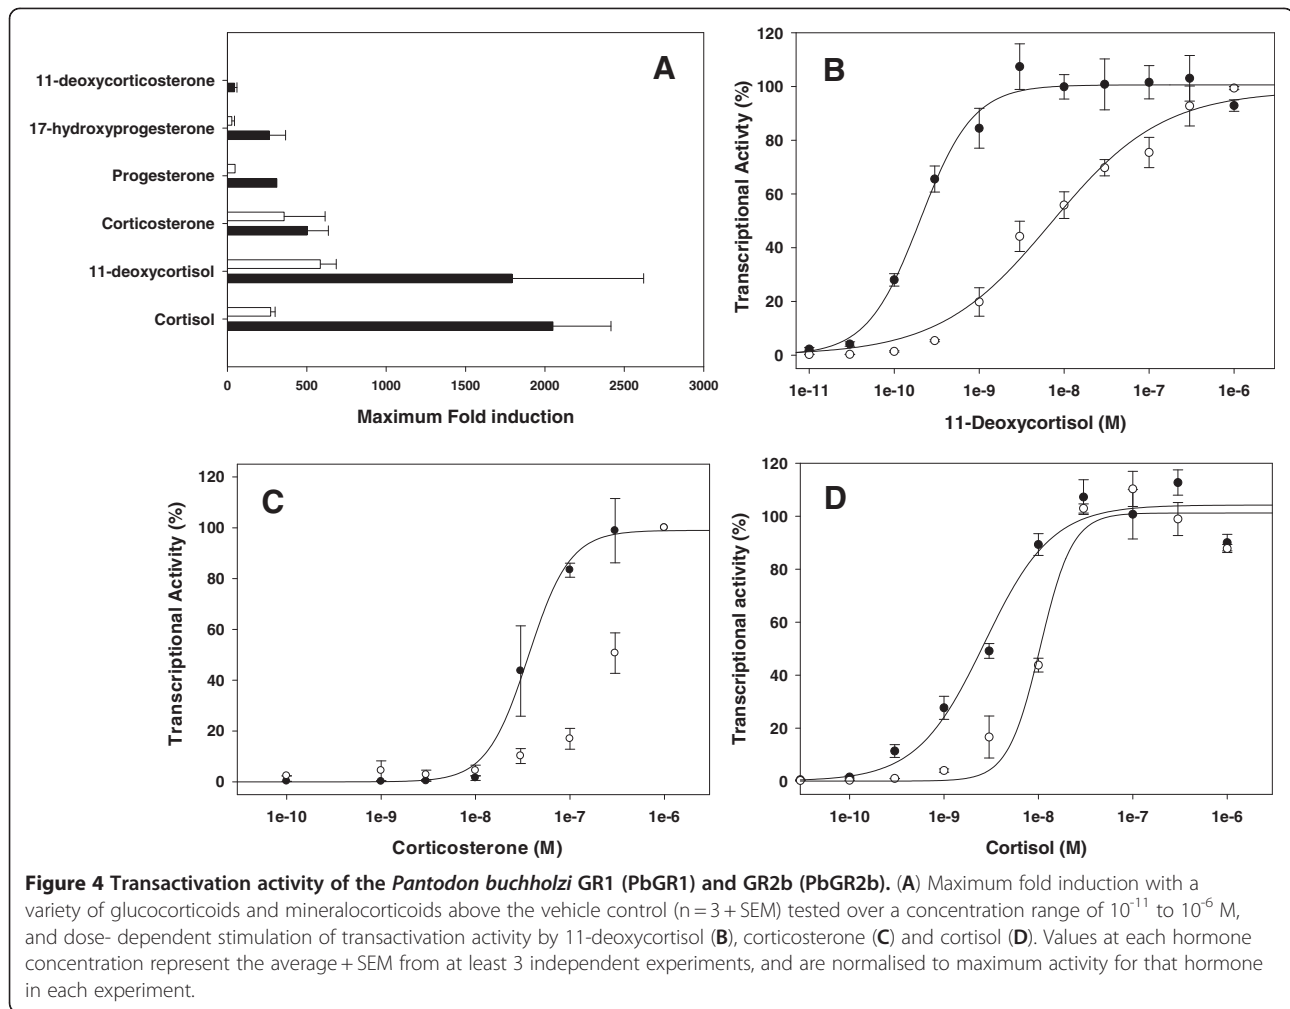 A
11-deoxycorticosterone
17-hydroxyprogesterone
Progesterone
Corticosterone
11-deoxycortisol
Cortisol
0 500 1000 1500 2000 2500 3000
Maximum Fold induction
B
Transcriptional Activty (%)
120
100
80
60
40
20
0
1e-11 1e-10 1e-9 1e-8 1e-7 1e-6
11-Deoxycortisol (M)
C
Transcriptional Activity (%)
120
100
80
60
40
20
0
1e-10 1e-9 1e-8 1e-7 1e-6
Corticosterone (M)
D
Transcriptional activity (%)
120
100
80
60
40
20
0
1e-10 1e-9 1e-8 1e-7 1e-6
Cortisol (M)
Figure 4 Transactivation activity of the Pantodon buchholzi GR1 (PbGR1) and GR2b (PbGR2b). (A) Maximum fold induction with a
variety of glucocorticoids and mineralocorticoids above the vehicle control (n = 3 + SEM) tested over a concentration range of 10⁻¹¹ to 10⁻⁶ M,
and dose- dependent stimulation of transactivation activity by 11-deoxycortisol (B), corticosterone (C) and cortisol (D). Values at each hormone
concentration represent the average + SEM from at least 3 independent experiments, and are normalised to maximum activity for that hormone
in each experiment.